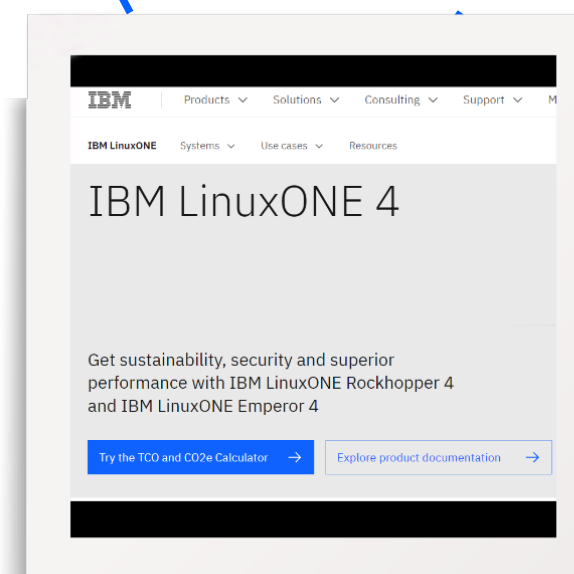 IBM Products Solutions Consulting Support M
IBM LinuxONE Systems Use cases Resources
IBM LinuxONE 4
Get sustainability, security and superior
performance with IBM LinuxONE Rockhopper 4
and IBM LinuxONE Emperor 4
Try the TCO and CO2e Calculator → Explore product documentation →